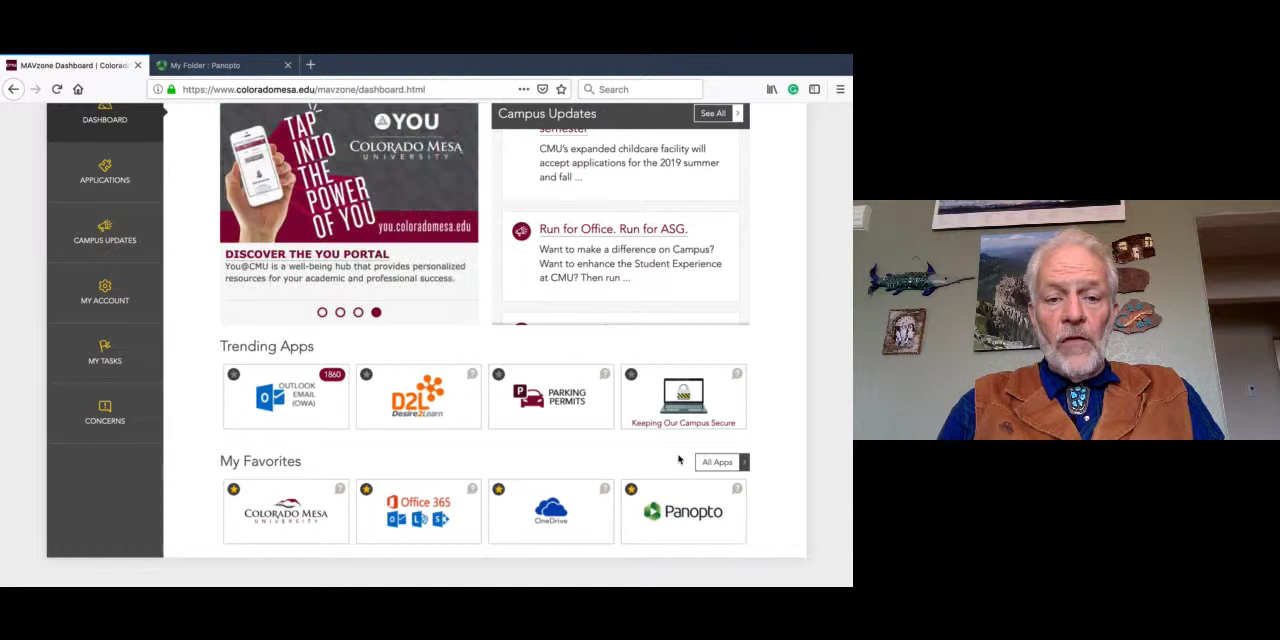 MAVzone Dashboard | Colorad
My Folder : Panopto
https://www.coloradomesa.edu/mavzone/dashboard.html
Search
DASHBOARD
APPLICATIONS
CAMPUS UPDATES
MY ACCOUNT
MY TASKS
CONCERNS
TAP
INTO
THE
POWER
OF YOU
YOU
COLORADO MESA
UNIVERSITY
you.coloradomesa.edu
DISCOVER THE YOU PORTAL
You@CMU is a well-being hub that provides personalized
resources for your academic and professional success.
Campus Updates
See All
semester
CMU's expanded childcare facility will
accept applications for the 2019 summer
and fall ...
Run for Office. Run for ASG.
Want to make a difference on Campus?
Want to enhance the Student Experience
at CMU? Then run ...
Trending Apps
1860
OUTLOOK
EMAIL
(OWA)
D2L
Desire2Learn
P
PARKING
PERMITS
Keeping Our Campus Secure
My Favorites
All Apps
COLORADO MESA
UNIVERSITY
Office 365
OneDrive
Panopto